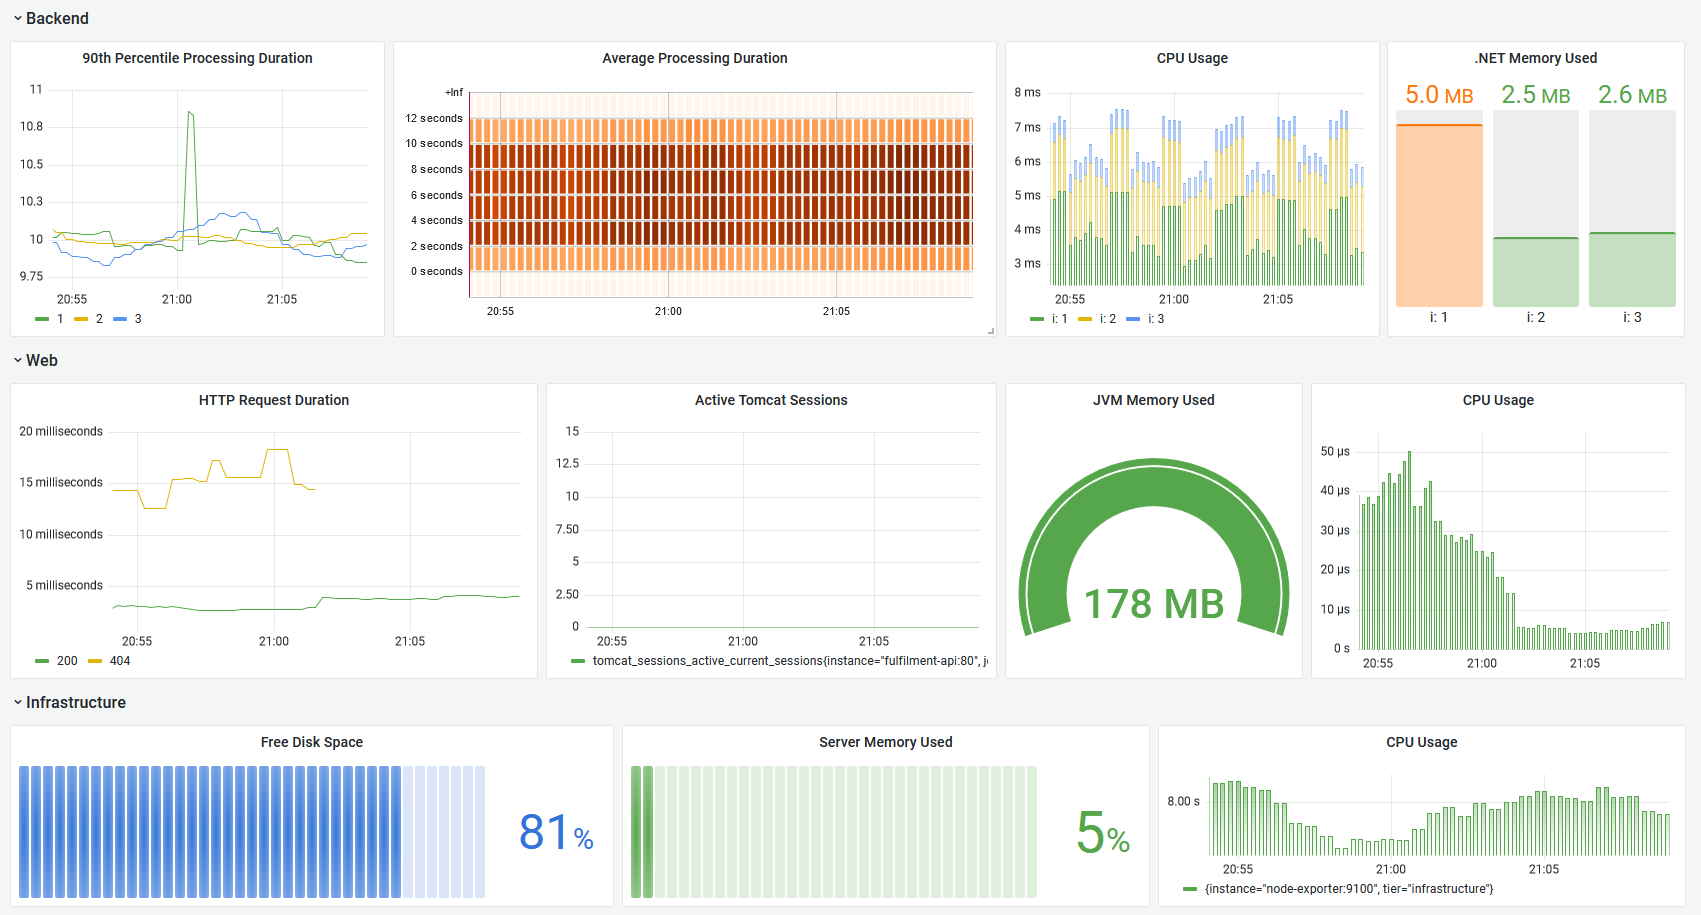 Backend
90th Percentile Processing Duration
11
10.8
10.5
10.3
10
9.75
20:55 21:00 21:05
1 2 3
Average Processing Duration
+Inf
12 seconds
10 seconds
8 seconds
6 seconds
4 seconds
2 seconds
0 seconds
20:55 21:00 21:05
CPU Usage
8 ms
7 ms
6 ms
5 ms
4 ms
3 ms
20:55 21:00 21:05
i: 1 i: 2 i: 3
.NET Memory Used
5.0 MB 2.5 MB 2.6 MB
i: 1 i: 2 i: 3
Web
HTTP Request Duration
20 milliseconds
15 milliseconds
10 milliseconds
5 milliseconds
20:55 21:00 21:05
200 404
Active Tomcat Sessions
15
12.5
10
7.50
5
2.50
0
20:55 21:00 21:05
tomcat_sessions_active_current_sessions{instance="fulfilment-api:80", j
JVM Memory Used
178 MB
CPU Usage
50 µs
40 µs
30 µs
20 µs
10 µs
0 s
20:55 21:00 21:05
Infrastructure
Free Disk Space
81%
Server Memory Used
5%
CPU Usage
8.00 s
20:55 21:00 21:05
{instance="node-exporter:9100", tier="infrastructure"}